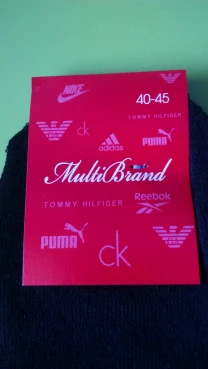 NIKE
40-45
TOMMY HILFIGER
ck
adidas
PUMA
MultiBrand
TOMMY HILFIGER
Reebok
PUMA
ck